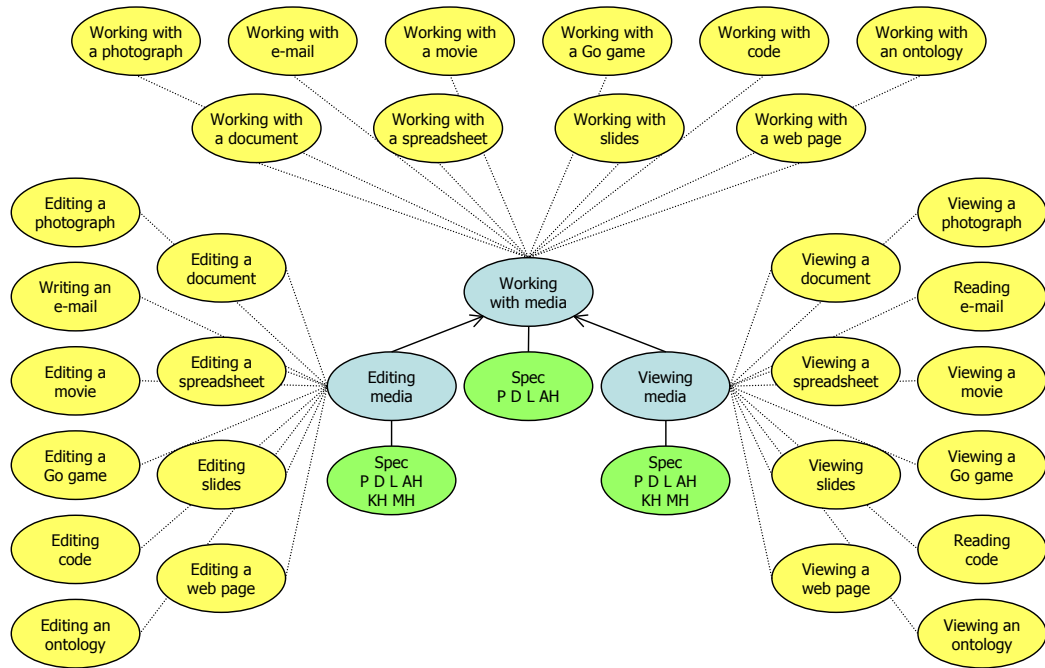 Working with
a photograph
Working with
e-mail
Working with
a movie
Working with
a Go game
Working with
code
Working with
an ontology
Working with
a document
Working with
a spreadsheet
Working with
slides
Working with
a web page
Editing a
photograph
Editing a
document
Writing an
e-mail
Editing a
spreadsheet
Editing a
movie
Editing a
Go game
Editing
slides
Editing
code
Editing a
web page
Editing an
ontology
Working
with media
Editing
media
Spec
P D L AH
Viewing
media
Spec
P D L AH
KH MH
Spec
P D L AH
KH MH
Viewing a
photograph
Viewing a
document
Reading
e-mail
Viewing a
spreadsheet
Viewing a
movie
Viewing a
Go game
Viewing
slides
Reading
code
Viewing a
web page
Viewing an
ontology